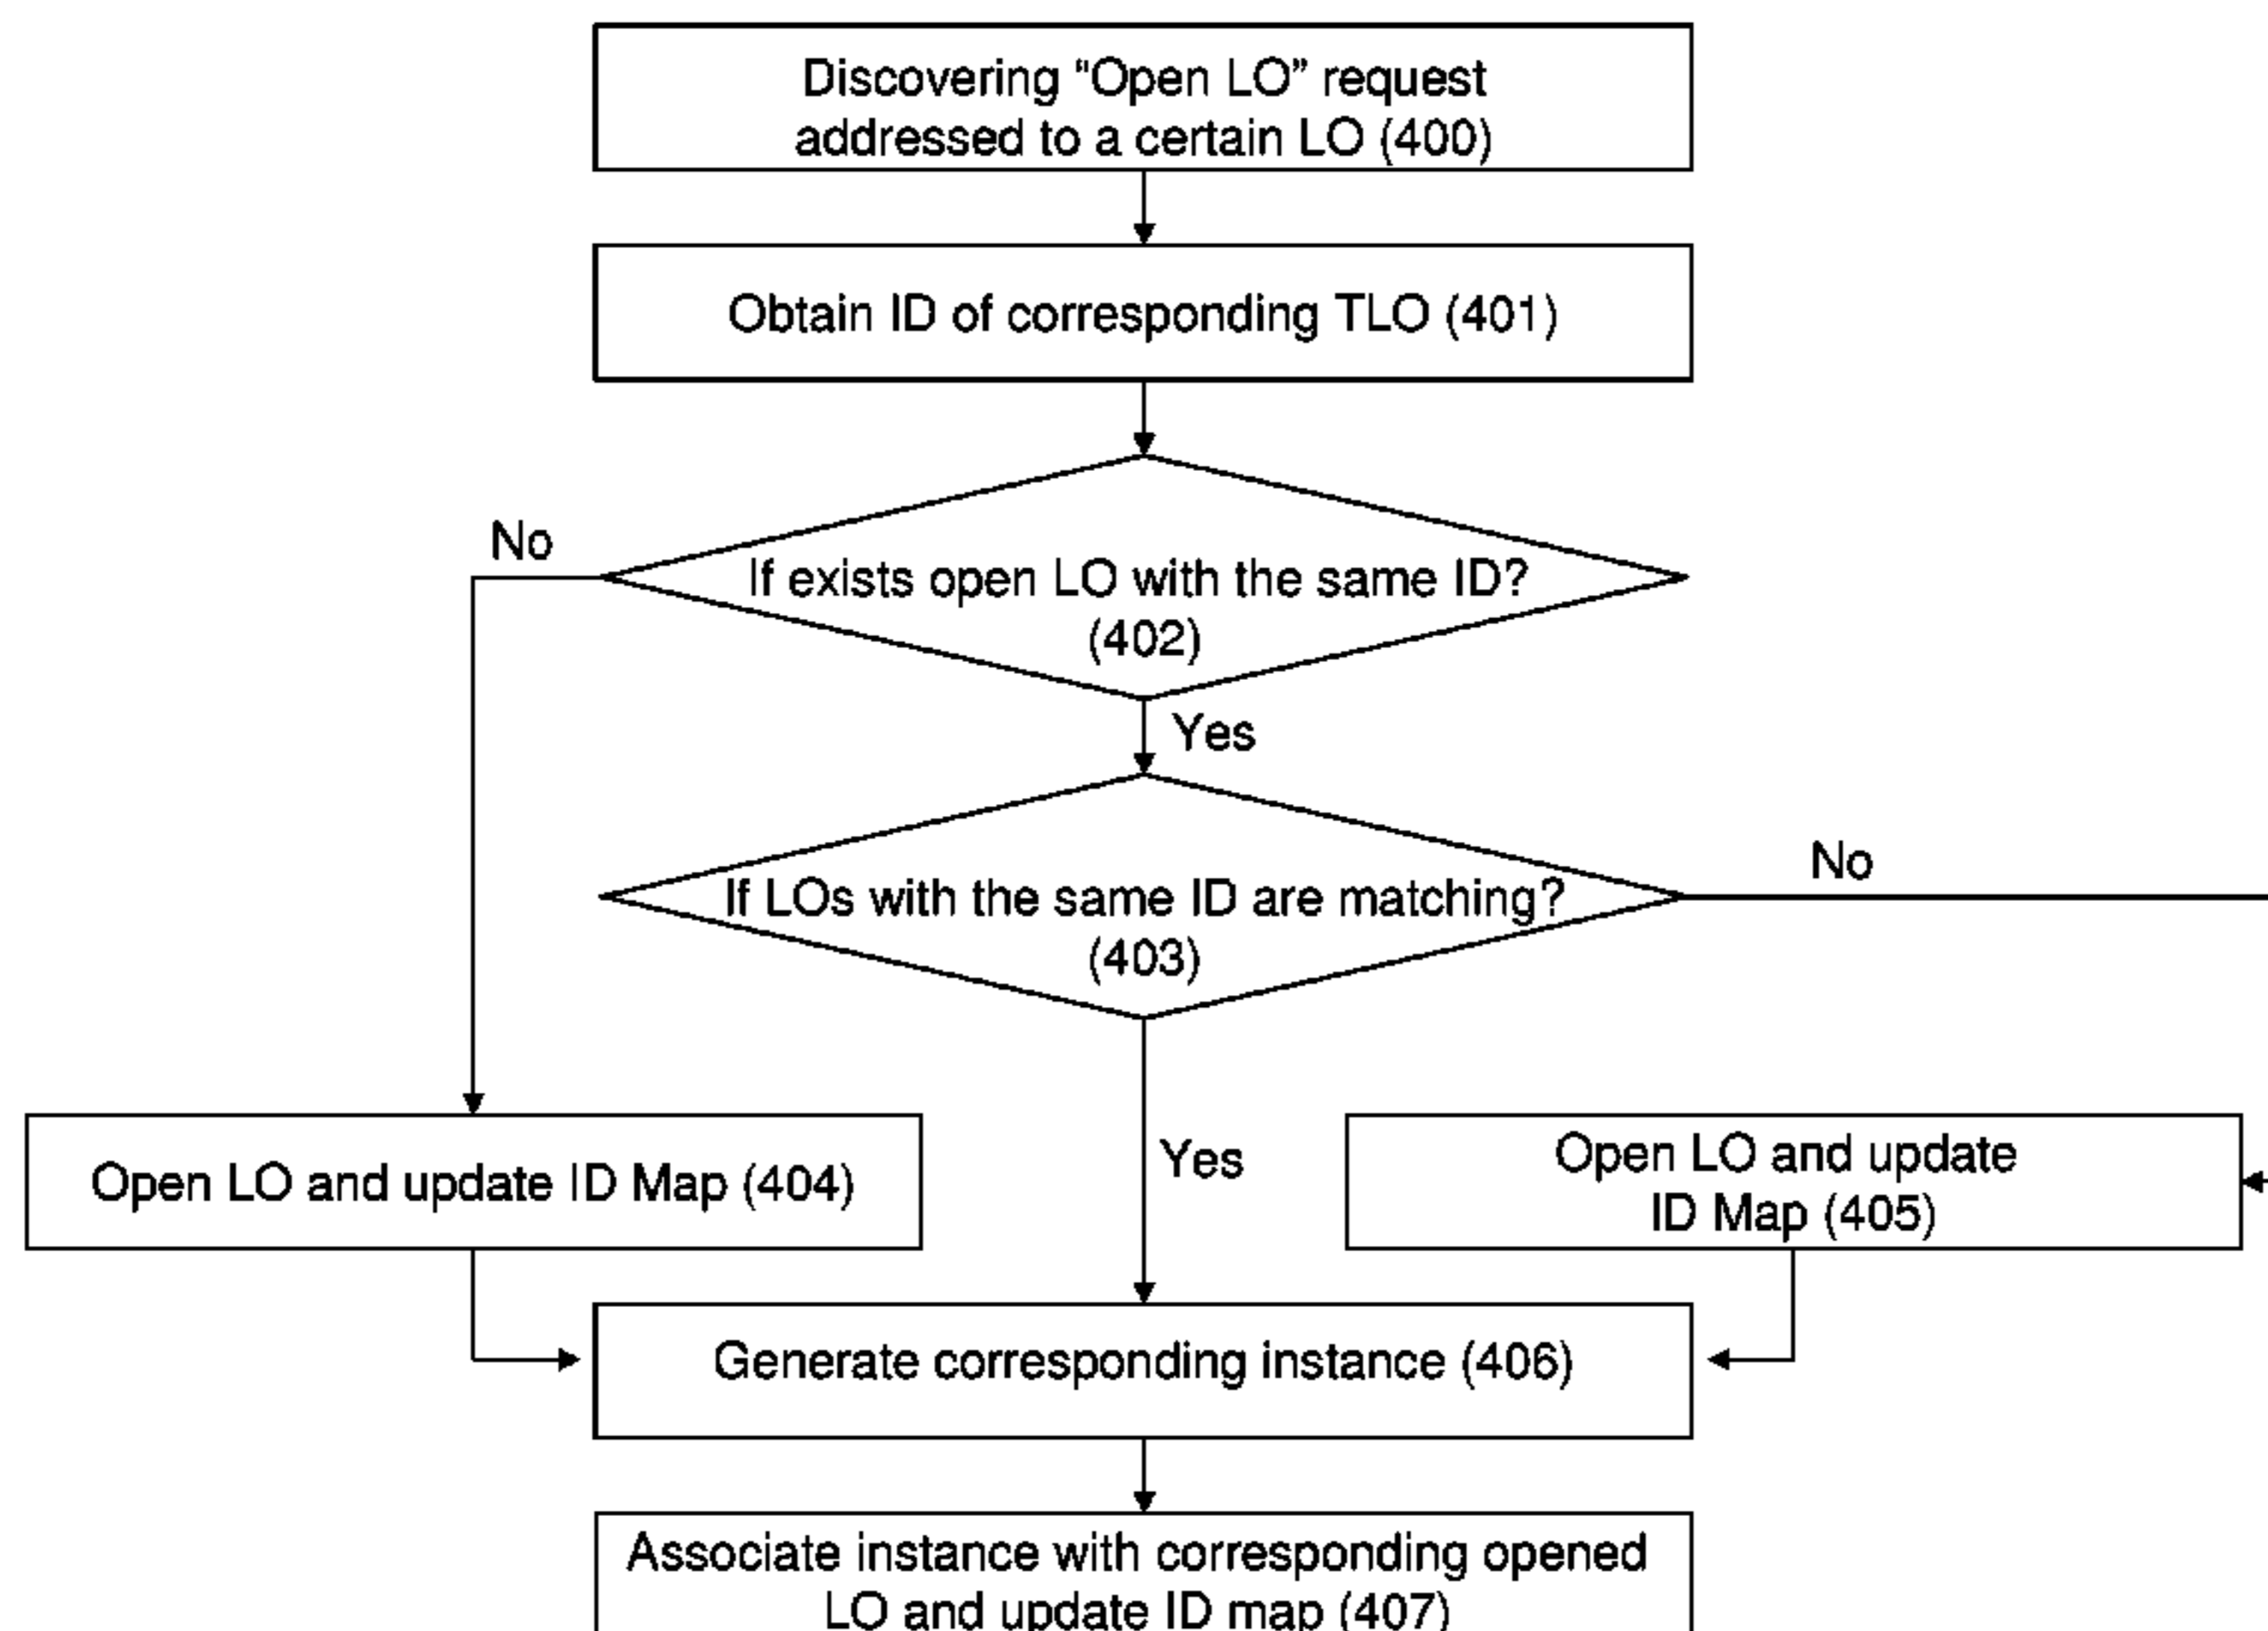 Discovering “Open LO” request
addressed to a certain LO (400)
Obtain ID of corresponding TLO (401)
No
If exists open LO with the same ID?
(402)
Yes
No
If LOs with the same ID are matching?
(403)
Open LO and update ID Map (404)
Yes
Open LO and update
ID Map (405)
Generate corresponding instance (406)
Associate instance with corresponding opened
LO and update ID map (407)